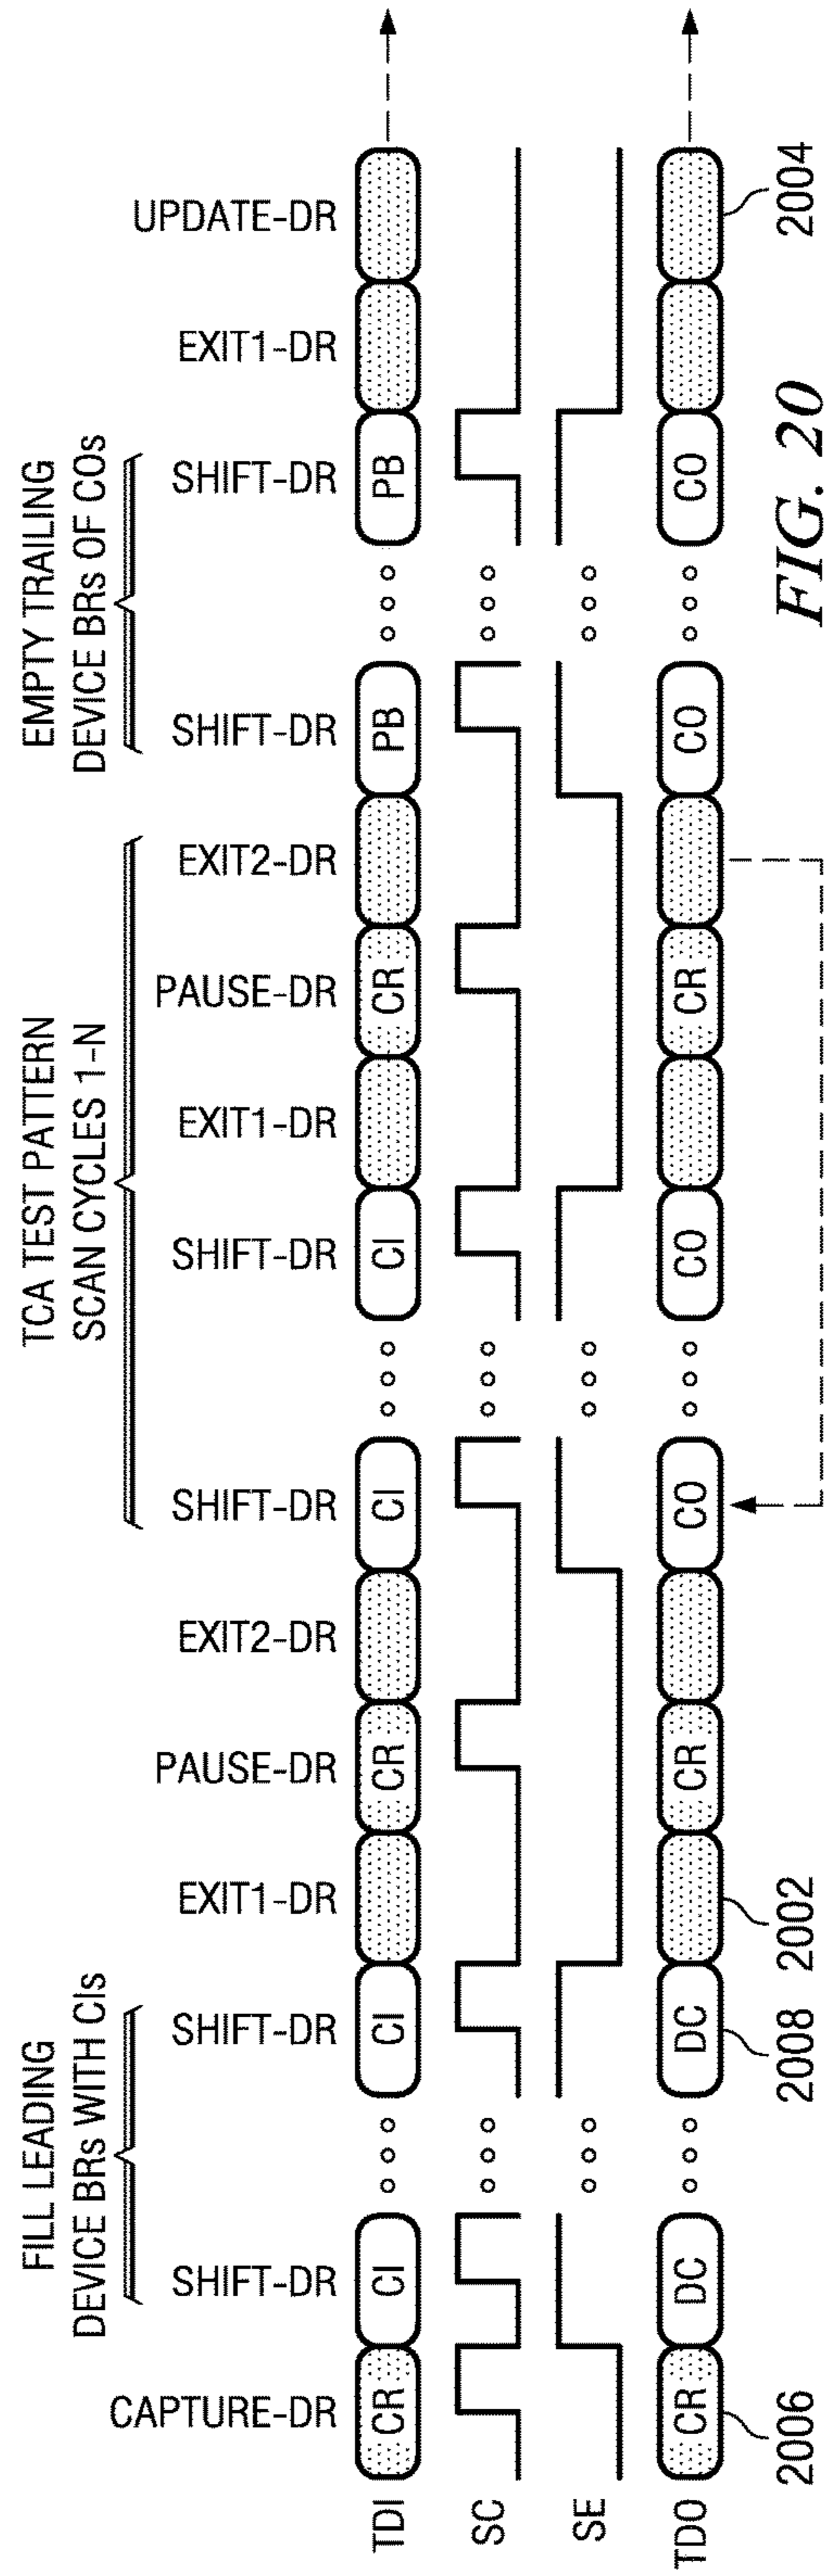 FILL LEADING
DEVICE BRs WITH CIs
TCA TEST PATTERN
SCAN CYCLES 1-N
EMPTY TRAILING
DEVICE BRs OF COs
CAPTURE-DR
SHIFT-DR
SHIFT-DR
EXIT1-DR
PAUSE-DR
EXIT2-DR
SHIFT-DR
SHIFT-DR
EXIT1-DR
PAUSE-DR
EXIT2-DR
SHIFT-DR
SHIFT-DR
EXIT1-DR
UPDATE-DR
TDI CR CI CI CR CI CI CR PB PB
SC
SE
TDO CR DC DC CR CO CO CR CO CO
2006
2008
2002
2004
FIG. 20